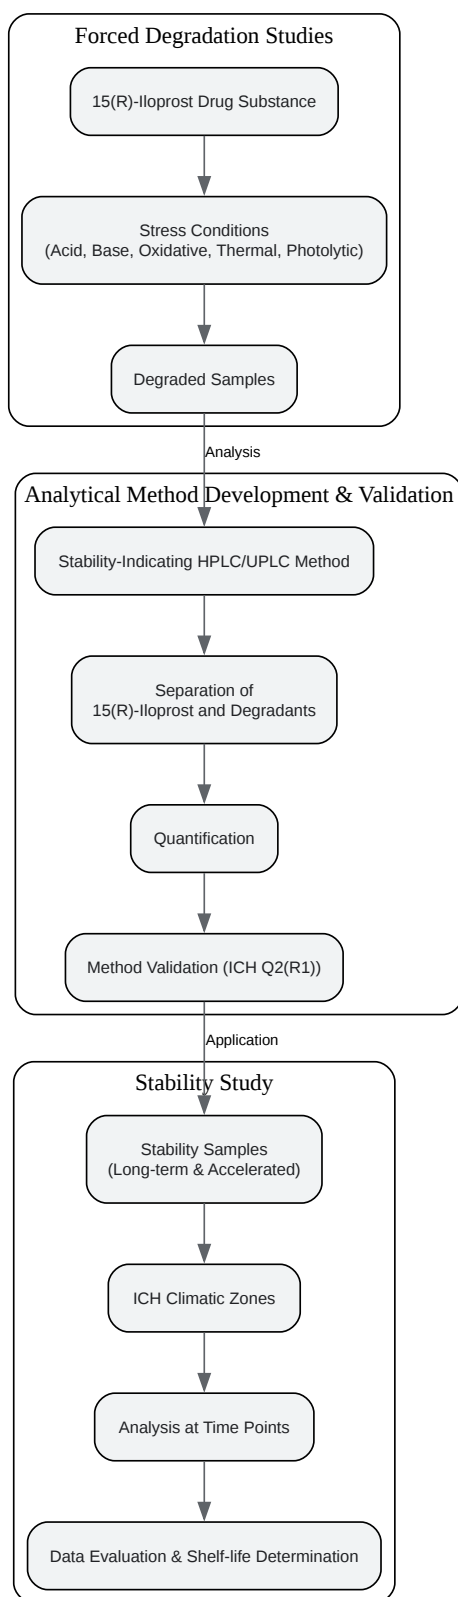 Forced Degradation Studies
15(R)-Iloprost Drug Substance
Stress Conditions
(Acid, Base, Oxidative, Thermal, Photolytic)
Degraded Samples
Analysis
Analytical Method Development & Validation
Stability-Indicating HPLC/UPLC Method
Separation of
15(R)-Iloprost and Degradants
Quantification
Method Validation (ICH Q2(R1))
Application
Stability Study
Stability Samples
(Long-term & Accelerated)
ICH Climatic Zones
Analysis at Time Points
Data Evaluation & Shelf-life Determination